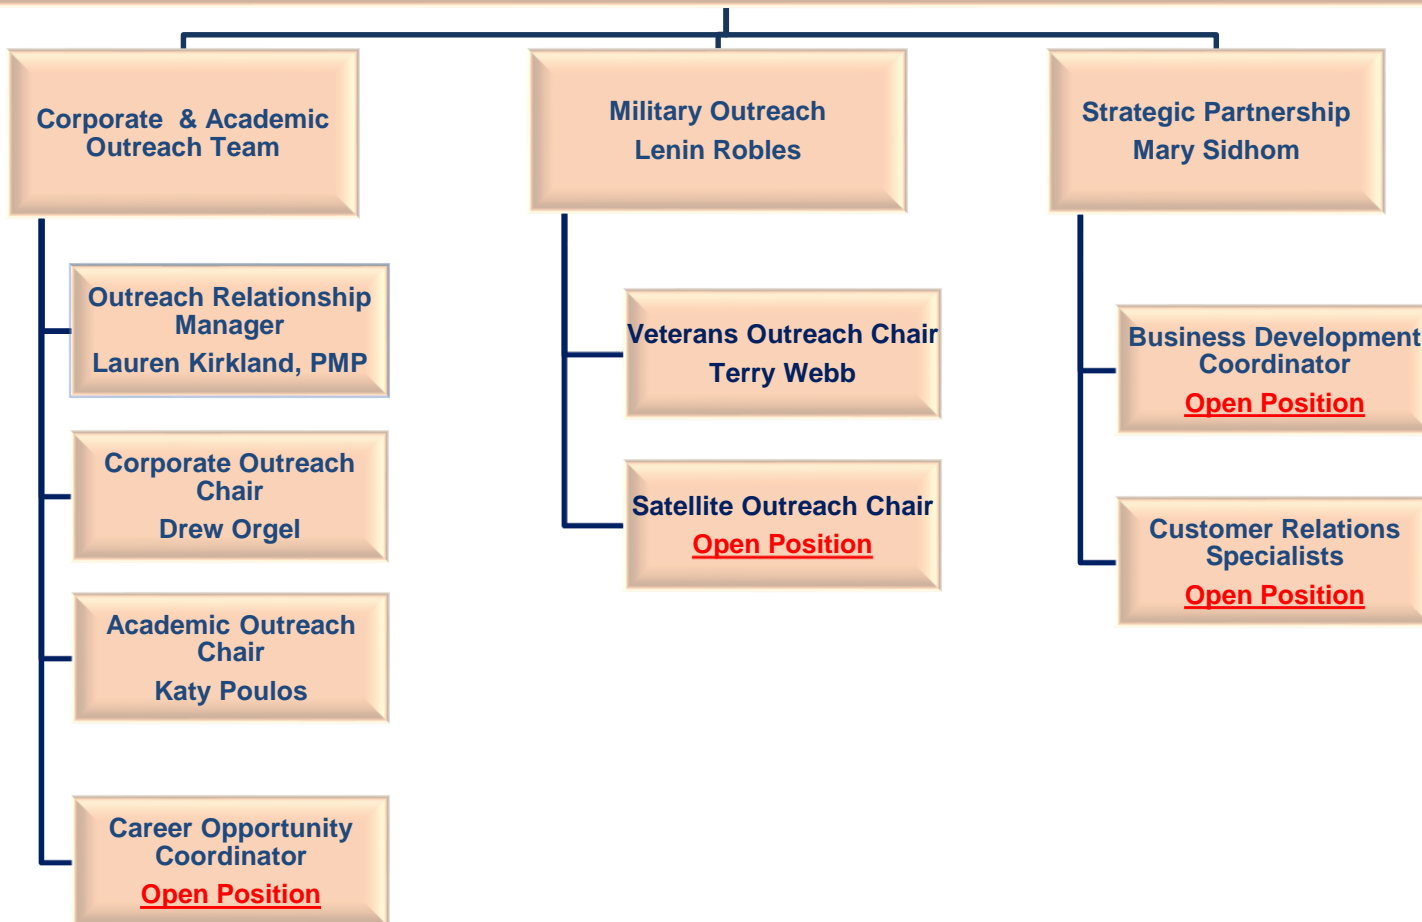 Corporate & Academic
Outreach Team
Military Outreach
Lenin Robles
Strategic Partnership
Mary Sidhom
Outreach Relationship
Manager
Lauren Kirkland, PMP
Corporate Outreach
Chair
Drew Orgel
Academic Outreach
Chair
Katy Poulos
Career Opportunity
Coordinator
Open Position
Veterans Outreach Chair
Terry Webb
Satellite Outreach Chair
Open Position
Business Development
Coordinator
Open Position
Customer Relations
Specialists
Open Position